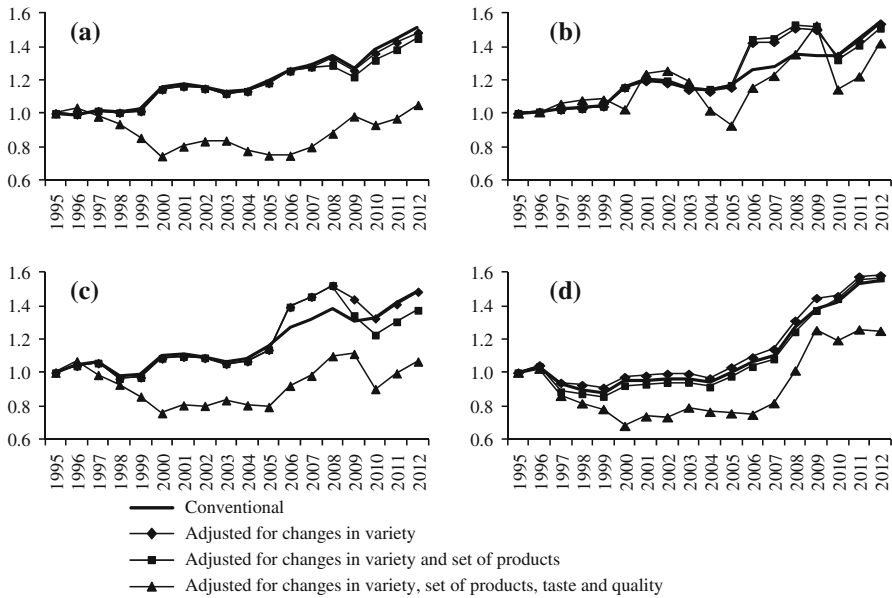 1.6 1.6
(a) (b)
1.4 1.4
1.2 1.2
1.0 1.0
0.8 0.8
0.6 0.6
1995 1996 1997 1998 1999 2000 2001 2002 2003 2004 2005 2006 2007 2008 2009 2010 2011 2012 1995 1996 1997 1998 1999 2000 2001 2002 2003 2004 2005 2006 2007 2008 2009 2010 2011 2012
1.6 1.6
(c) (d)
1.4 1.4
1.2 1.2
1.0 1.0
0.8 0.8
0.6 0.6
1995 1996 1997 1998 1999 2000 2001 2002 2003 2004 2005 2006 2007 2008 2009 2010 2011 2012 1995 1996 1997 1998 1999 2000 2001 2002 2003 2004 2005 2006 2007 2008 2009 2010 2011 2012
Conventional
Adjusted for changes in variety
Adjusted for changes in variety and set of products
Adjusted for changes in variety, set of products, taste and quality